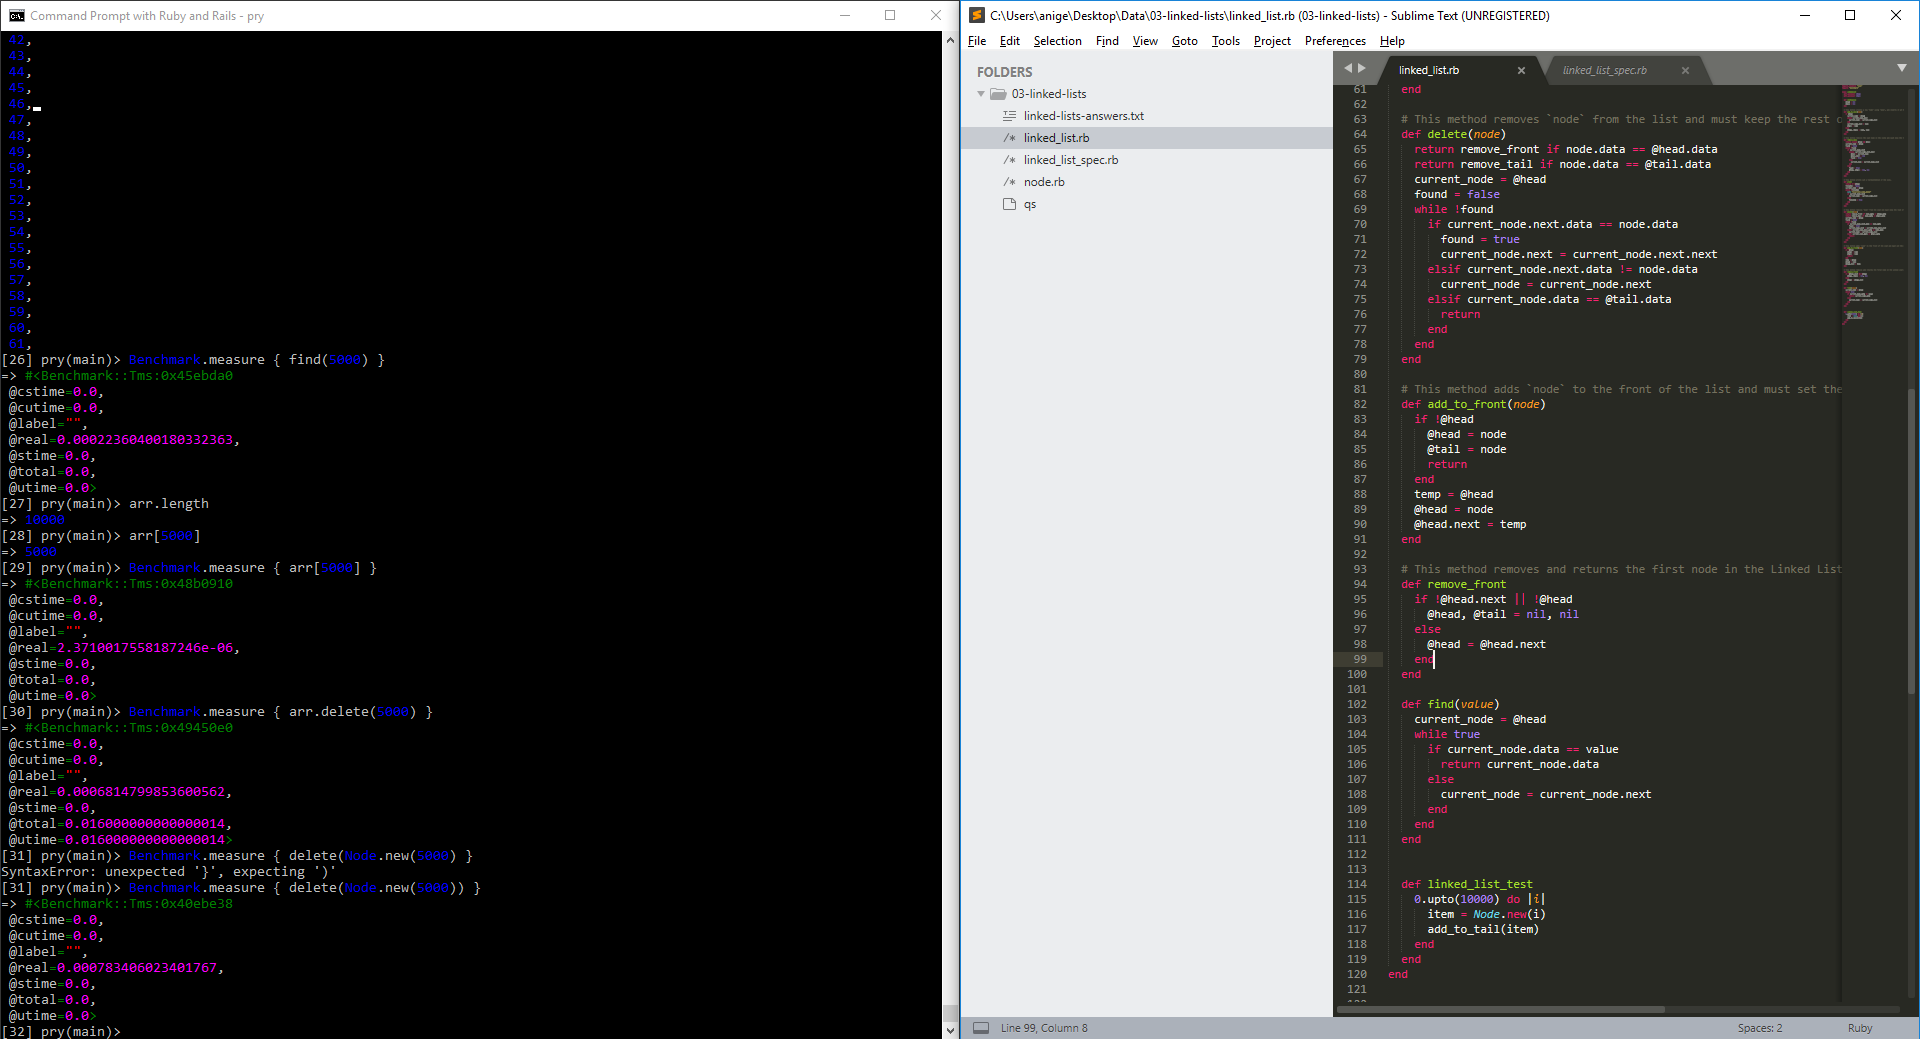 Command Prompt with Ruby and Rails - pry
42,
43,
44,
45,
46,
47,
48,
49,
50,
51,
52,
53,
54,
55,
56,
57,
58,
59,
60,
61,
[26] pry(main)> Benchmark.measure { find(5000) }
=> #<Benchmark::Tms:0x45ebda0
@cstime=0.0,
@cutime=0.0,
@label="",
@real=0.00022360400180332363,
@stime=0.0,
@total=0.0,
@utime=0.0>
[27] pry(main)> arr.length
=> 10000
[28] pry(main)> arr[5000]
=> 5000
[29] pry(main)> Benchmark.measure { arr[5000] }
=> #<Benchmark::Tms:0x48b0910
@cstime=0.0,
@cutime=0.0,
@label="",
@real=2.3710017558187246e-06,
@stime=0.0,
@total=0.0,
@utime=0.0>
[30] pry(main)> Benchmark.measure { arr.delete(5000) }
=> #<Benchmark::Tms:0x49450e0
@cstime=0.0,
@cutime=0.0,
@label="",
@real=0.0006814799853600562,
@stime=0.0,
@total=0.016000000000000014,
@utime=0.016000000000000014>
[31] pry(main)> Benchmark.measure { delete(Node.new(5000) }
SyntaxError: unexpected '}', expecting ')'
[31] pry(main)> Benchmark.measure { delete(Node.new(5000)) }
=> #<Benchmark::Tms:0x40ebe38
@cstime=0.0,
@cutime=0.0,
@label="",
@real=0.000783406023401767,
@stime=0.0,
@total=0.0,
@utime=0.0>
[32] pry(main)>
C:\Users\anige\Desktop\Data\03-linked-lists\linked_list.rb (03-linked-lists) - Sublime Text (UNREGISTERED)
File Edit Selection Find View Goto Tools Project Preferences Help
FOLDERS
03-linked-lists
linked-lists-answers.txt
/* linked_list.rb
/* linked_list_spec.rb
/* node.rb
qs
linked_list.rb linked_list_spec.rb
61 end
62
63 # This method removes `node` from the list and must keep the rest
64 def delete(node)
65 return remove_front if node.data == @head.data
66 return remove_tail if node.data == @tail.data
67 current_node = @head
68 found = false
69 while !found
70 if current_node.next.data == node.data
71 found = true
72 current_node.next = current_node.next.next
73 elsif current_node.next.data != node.data
74 current_node = current_node.next
75 elsif current_node.data == @tail.data
76 return
77 end
78 end
79 end
80
81 # This method adds `node` to the front of the list and must set the
82 def add_to_front(node)
83 if !@head
84 @head = node
85 @tail = node
86 return
87 end
88 temp = @head
89 @head = node
90 @head.next = temp
91 end
92
93 # This method removes and returns the first node in the Linked List
94 def remove_front
95 if !@head.next || !@head
96 @head, @tail = nil, nil
97 else
98 @head = @head.next
99 end
100 end
101
102 def find(value)
103 current_node = @head
104 while true
105 if current_node.data == value
106 return current_node.data
107 else
108 current_node = current_node.next
109 end
110 end
111 end
112
113
114 def linked_list_test
115 0.upto(10000) do |i|
116 item = Node.new(i)
117 add_to_tail(item)
118 end
119 end
120 end
121
Line 99, Column 8 Spaces: 2 Ruby